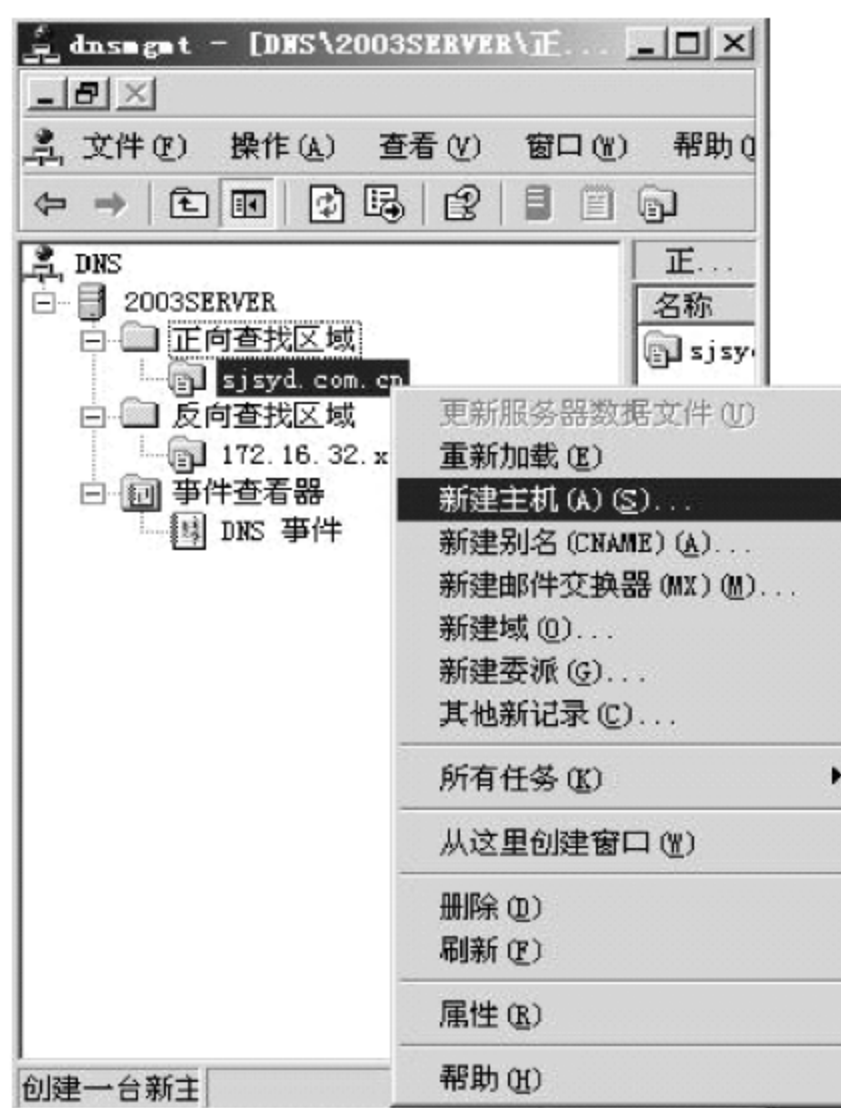 dnsmgmt - [DNS\2003SERVER\正...
文件(F) 操作(A) 查看(V) 窗口(W) 帮助(
DNS
2003SERVER
正向查找区域
sjsyd.com.cn
反向查找区域
172.16.32.x
事件查看器
DNS 事件
正...
名称
sjsy
更新服务器数据文件(U)
重新加载(E)
新建主机(A)(S)...
新建别名(CNAME)(A)...
新建邮件交换器(MX)(M)...
新建域(O)...
新建委派(G)...
其他新记录(C)...
所有任务(K)
从这里创建窗口(W)
删除(D)
刷新(F)
属性(R)
帮助(H)
创建一台新主